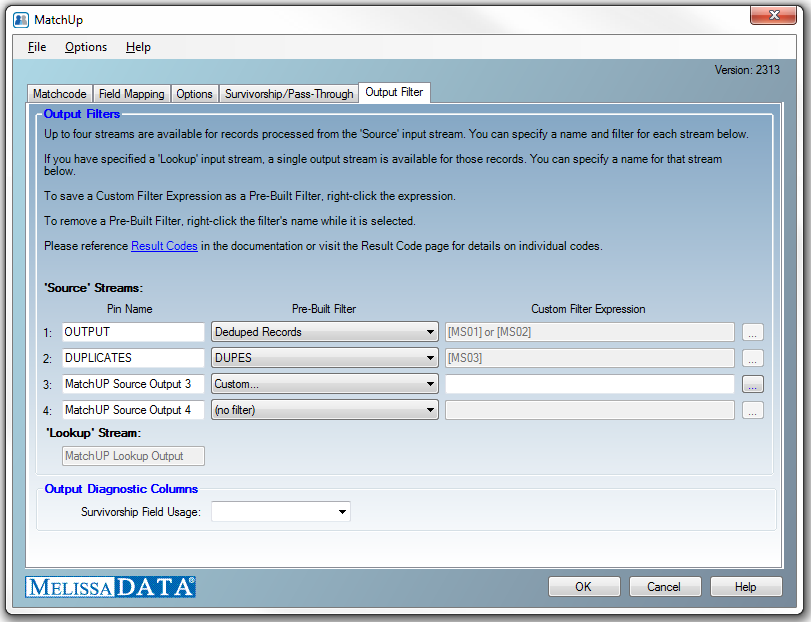 MatchUp
File Options Help
Version: 2313
Matchcode Field Mapping Options Survivorship/Pass-Through Output Filter
Output Filters
Up to four streams are available for records processed from the 'Source' input stream. You can specify a name and filter for each stream below.
If you have specified a 'Lookup' input stream, a single output stream is available for those records. You can specify a name for that stream
below.
To save a Custom Filter Expression as a Pre-Built Filter, right-click the expression.
To remove a Pre-Built Filter, right-click the filter's name while it is selected.
Please reference Result Codes in the documentation or visit the Result Code page for details on individual codes.
'Source' Streams:
Pin Name Pre-Built Filter Custom Filter Expression
1: OUTPUT Deduped Records [MS01] or [MS02] ...
2: DUPLICATES DUPES [MS03] ...
3: MatchUP Source Output 3 Custom... ...
4: MatchUP Source Output 4 (no filter) ...
'Lookup' Stream:
MatchUP Lookup Output
Output Diagnostic Columns
Survivorship Field Usage:
MELISSA DATA® OK Cancel Help